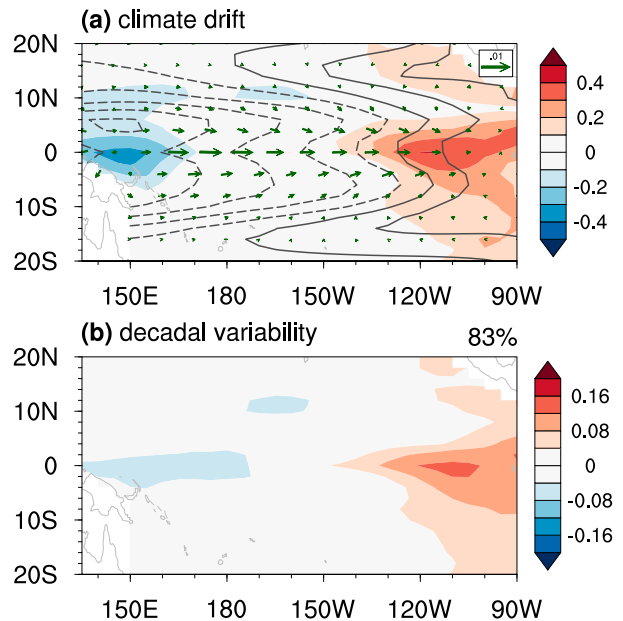 (a) climate drift
20N
10N
0
10S
20S
150E 180 150W 120W 90W
.01
0.4
0.2
0
-0.2
-0.4
(b) decadal variability 83%
20N
10N
0
10S
20S
150E 180 150W 120W 90W
0.16
0.08
0
-0.08
-0.16